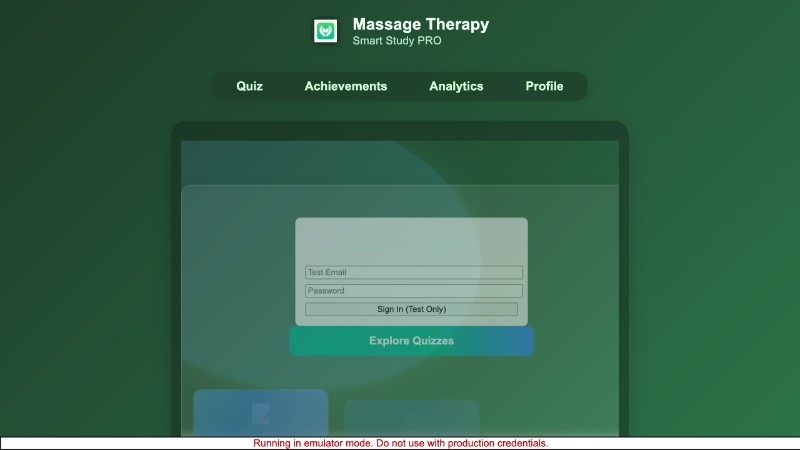 Massage Therapy
Smart Study PRO
Quiz Achievements Analytics Profile
Test Email
Password
Sign In (Test Only)
Explore Quizzes
Running in emulator mode. Do not use with production credentials.